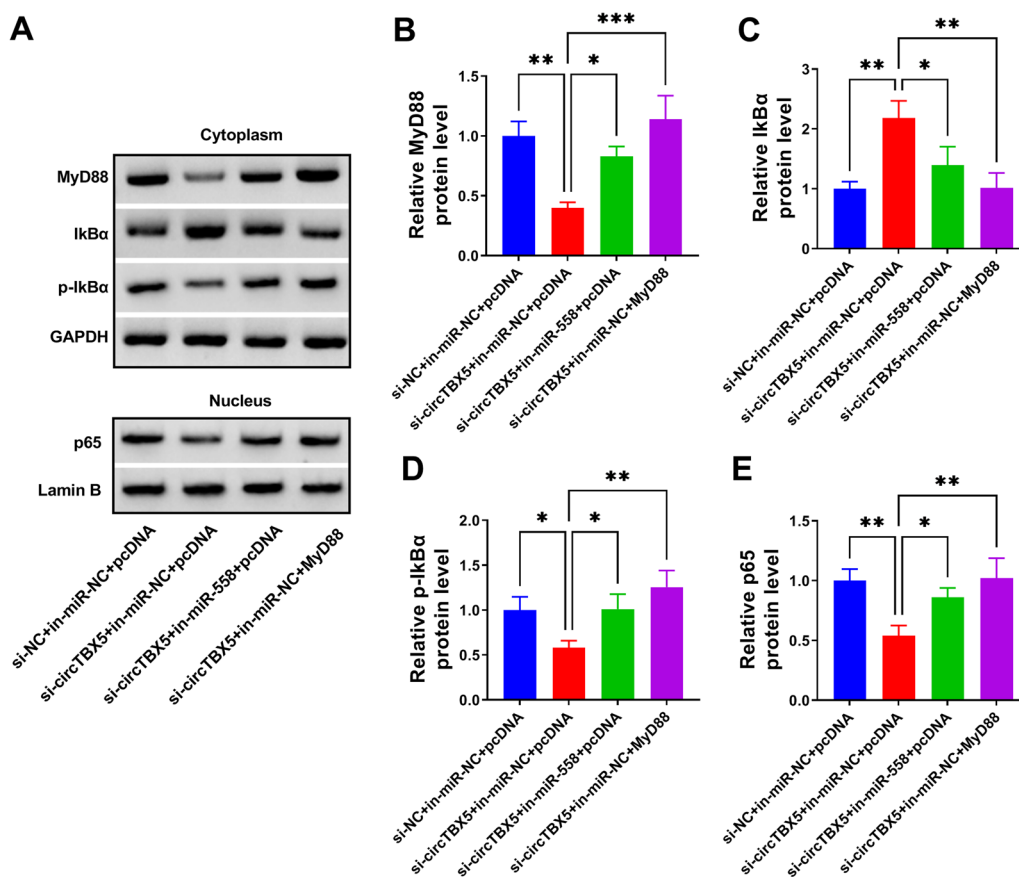 A
Cytoplasm
MyD88
IkBα
p-IkBα
GAPDH
Nucleus
p65
Lamin B
si-NC+in-miR-NC+pcDNA
si-circTBX5+in-miR-NC+pcDNA
si-circTBX5+in-miR-558+pcDNA
si-circTBX5+in-miR-NC+MyD88
B
Relative MyD88
protein level
1.5
1.0
0.5
0.0
**
*
***
si-NC+in-miR-NC+pcDNA
si-circTBX5+in-miR-NC+pcDNA
si-circTBX5+in-miR-558+pcDNA
si-circTBX5+in-miR-NC+MyD88
C
Relative IkBα
protein level
3
2
1
0
**
*
**
si-NC+in-miR-NC+pcDNA
si-circTBX5+in-miR-NC+pcDNA
si-circTBX5+in-miR-558+pcDNA
si-circTBX5+in-miR-NC+MyD88
D
Relative p-IkBα
protein level
2.0
1.5
1.0
0.5
0.0
*
*
**
si-NC+in-miR-NC+pcDNA
si-circTBX5+in-miR-NC+pcDNA
si-circTBX5+in-miR-558+pcDNA
si-circTBX5+in-miR-NC+MyD88
E
Relative p65
protein level
1.5
1.0
0.5
0.0
**
*
**
si-NC+in-miR-NC+pcDNA
si-circTBX5+in-miR-NC+pcDNA
si-circTBX5+in-miR-558+pcDNA
si-circTBX5+in-miR-NC+MyD88